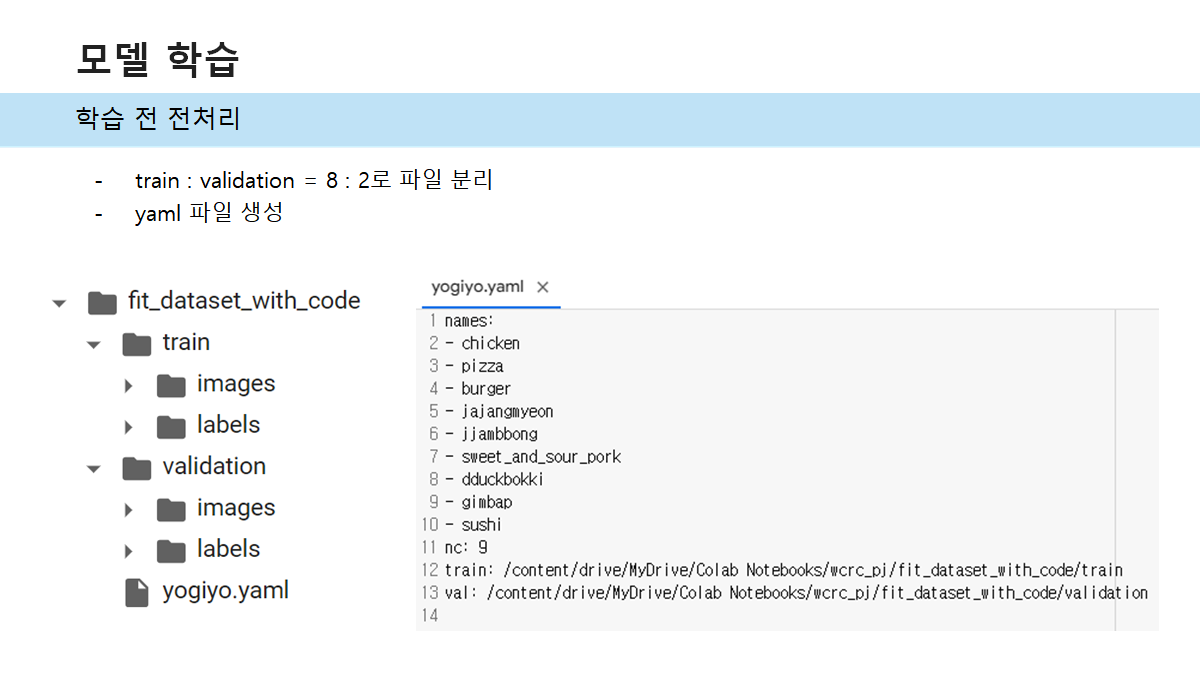 모델 학습
학습 전 전처리
- train : validation = 8 : 2로 파일 분리
- yaml 파일 생성
fit_dataset_with_code
train
images
labels
validation
images
labels
yogiyo.yaml
yogiyo.yaml ×
1 names:
2 - chicken
3 - pizza
4 - burger
5 - jajangmyeon
6 - jjambbong
7 - sweet_and_sour_pork
8 - dduckbokki
9 - gimbap
10 - sushi
11 nc: 9
12 train: /content/drive/MyDrive/Colab Notebooks/wcrc_pj/fit_dataset_with_code/train
13 val: /content/drive/MyDrive/Colab Notebooks/wcrc_pj/fit_dataset_with_code/validation
14